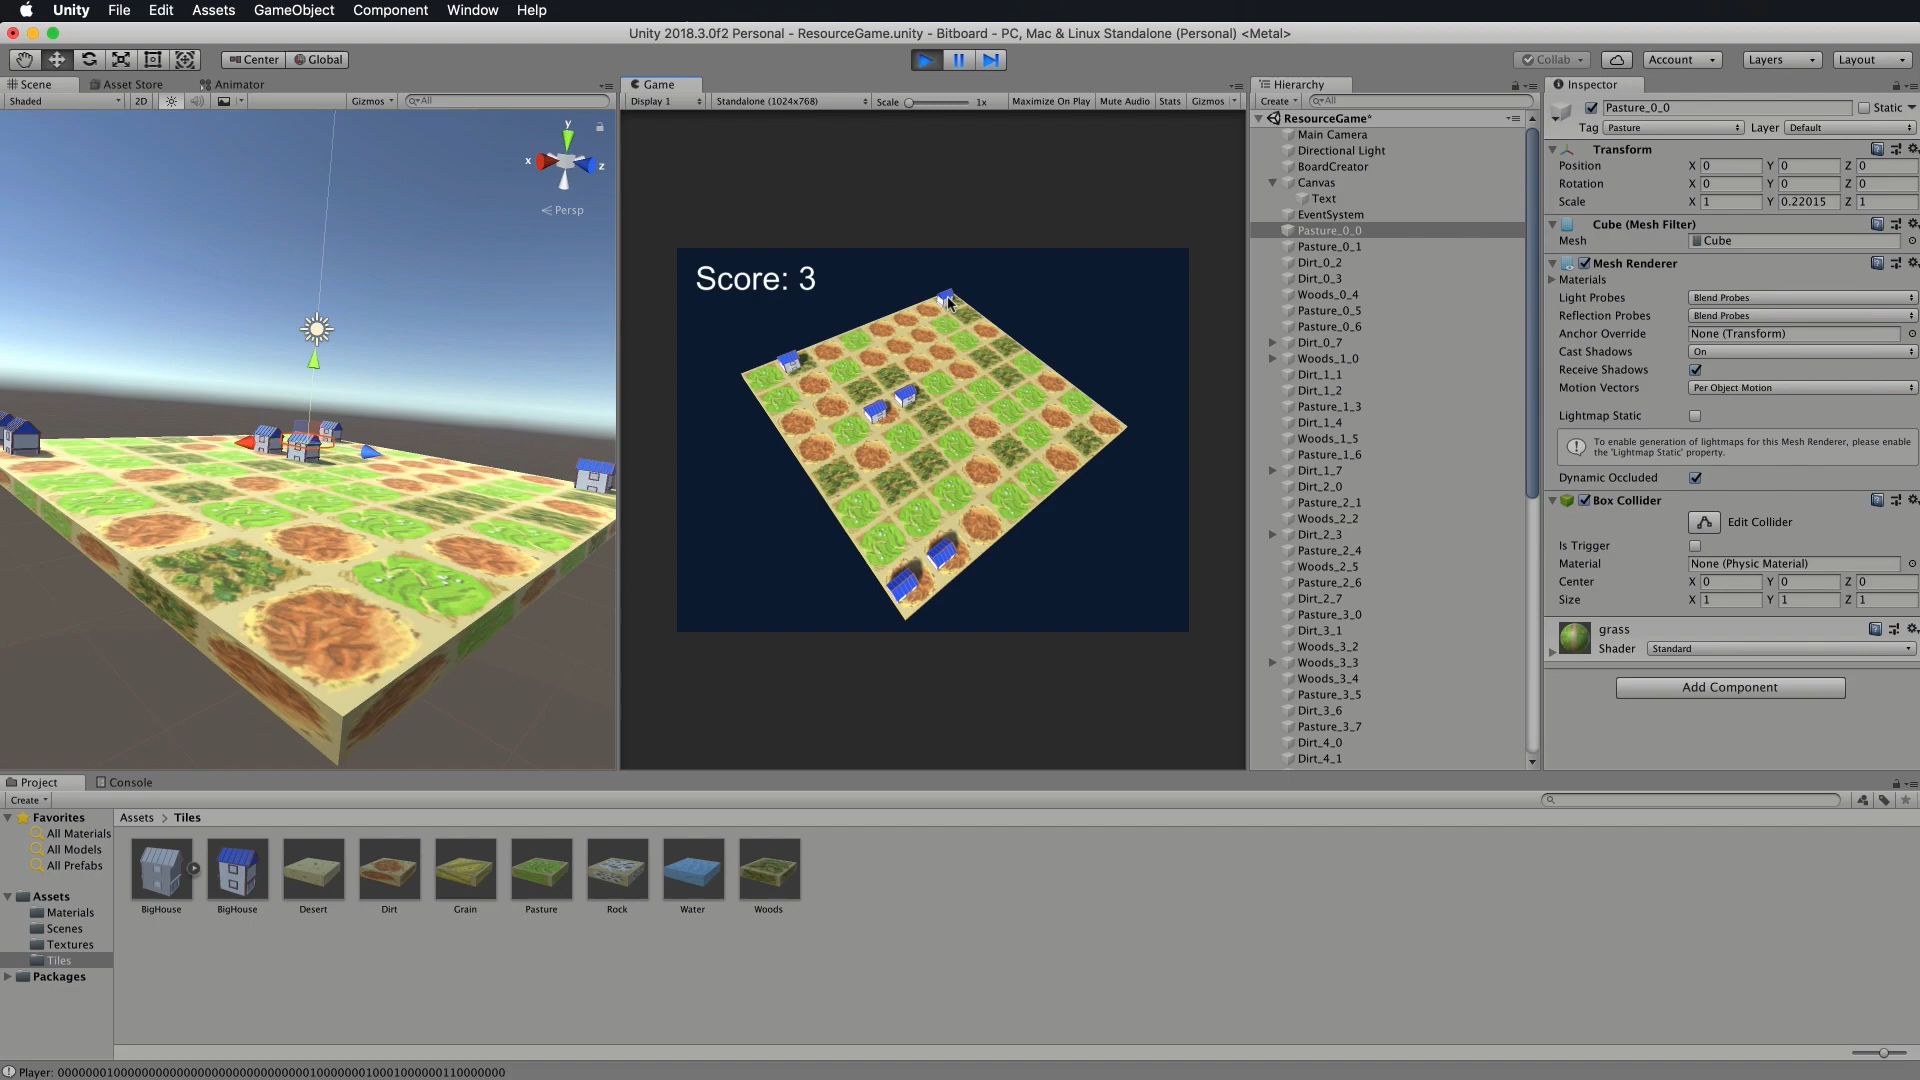 Unity File Edit Assets GameObject Component Window Help
Unity 2018.3.0f2 Personal - ResourceGame.unity - Bitboard - PC, Mac & Linux Standalone (Personal) <Metal>
Center Global
Collab Account Layers Layout
Scene Asset Store Animator
Shaded 2D Gizmos All
y
x z
Persp
Game
Display 1 Standalone (1024x768) Scale 1x Maximize On Play Mute Audio Stats Gizmos
Score: 3
Hierarchy
Create All
ResourceGame*
Main Camera
Directional Light
BoardCreator
Canvas
Text
EventSystem
Pasture_0_0
Pasture_0_1
Dirt_0_2
Dirt_0_3
Woods_0_4
Pasture_0_5
Pasture_0_6
Dirt_0_7
Woods_1_0
Dirt_1_1
Dirt_1_2
Pasture_1_3
Dirt_1_4
Woods_1_5
Pasture_1_6
Dirt_1_7
Dirt_2_0
Pasture_2_1
Woods_2_2
Dirt_2_3
Pasture_2_4
Woods_2_5
Pasture_2_6
Dirt_2_7
Pasture_3_0
Dirt_3_1
Woods_3_2
Woods_3_3
Woods_3_4
Pasture_3_5
Dirt_3_6
Pasture_3_7
Dirt_4_0
Dirt_4_1
Inspector
Pasture_0_0 Static
Tag Pasture Layer Default
Transform
Position X 0 Y 0 Z 0
Rotation X 0 Y 0 Z 0
Scale X 1 Y 0.22015 Z 1
Cube (Mesh Filter)
Mesh Cube
Mesh Renderer
Materials
Light Probes Blend Probes
Reflection Probes Blend Probes
Anchor Override None (Transform)
Cast Shadows On
Receive Shadows
Motion Vectors Per Object Motion
Lightmap Static
To enable generation of lightmaps for this Mesh Renderer, please enable
the 'Lightmap Static' property.
Dynamic Occluded
Box Collider
Edit Collider
Is Trigger
Material None (Physic Material)
Center X 0 Y 0 Z 0
Size X 1 Y 1 Z 1
grass
Shader Standard
Add Component
Project Console
Create
Favorites
All Materials
All Models
All Prefabs
Assets
Materials
Scenes
Textures
Tiles
Packages
Assets > Tiles
BigHouse BigHouse Desert Dirt Grain Pasture Rock Water Woods